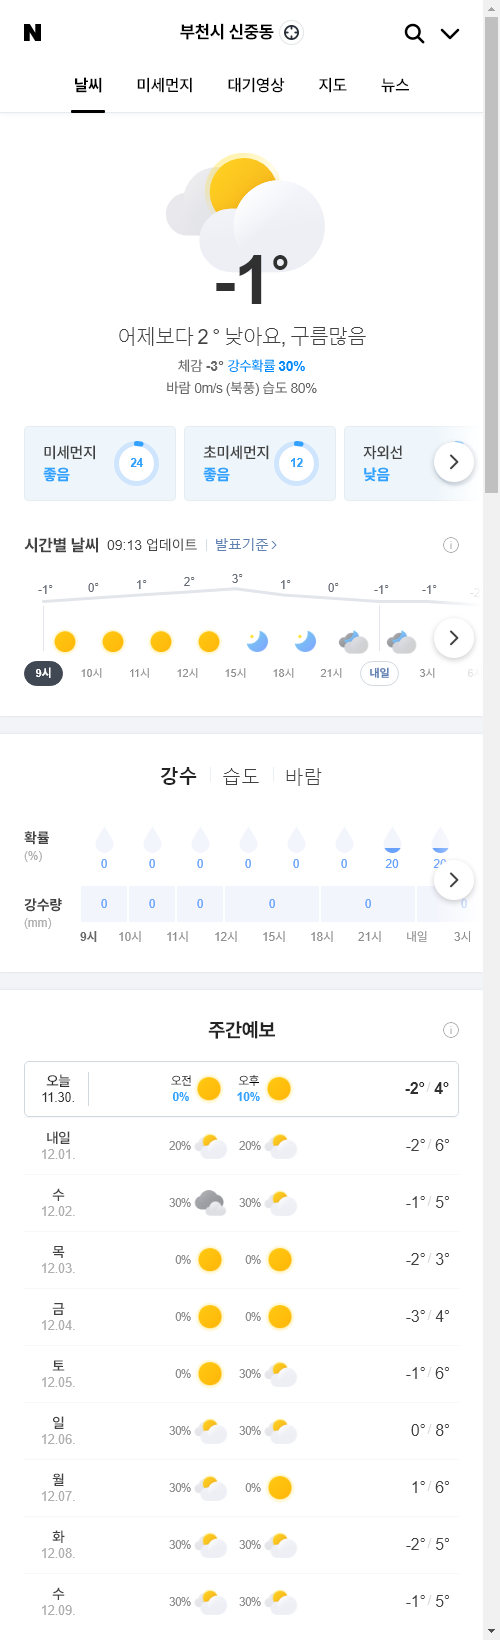 N 부천시 신중동
날씨 미세먼지 대기영상 지도 뉴스
-1°
어제보다 2 ° 낮아요, 구름많음
체감 -3° 강수확률 30%
바람 0m/s (북풍) 습도 80%
미세먼지 좋음 24
초미세먼지 좋음 12
자외선 낮음
시간별 날씨 09:13 업데이트 발표기준
-1° 0° 1° 2° 3° 1° 0° -1° -1°
9시 10시 11시 12시 15시 18시 21시 내일 3시
강수 습도 바람
확률 (%)
0 0 0 0 0 0 20 20
강수량 (mm)
0 0 0 0 0 0
9시 10시 11시 12시 15시 18시 21시 내일 3시
주간예보
오늘 11.30. 오전 0% 오후 10% -2° / 4°
내일 12.01. 20% 20% -2° / 6°
수 12.02. 30% 30% -1° / 5°
목 12.03. 0% 0% -2° / 3°
금 12.04. 0% 0% -3° / 4°
토 12.05. 0% 30% -1° / 6°
일 12.06. 30% 30% 0° / 8°
월 12.07. 30% 0% 1° / 6°
화 12.08. 30% 30% -2° / 5°
수 12.09. 30% 30% -1° / 5°